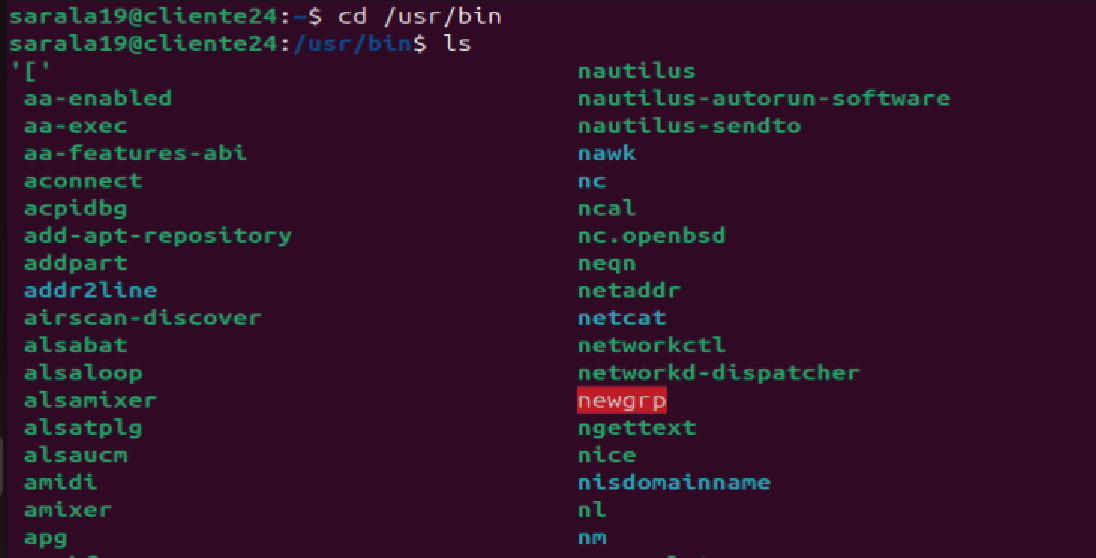 sarala19@cliente24:~$ cd /usr/bin
sarala19@cliente24:/usr/bin$ ls
'[' nautilus
aa-enabled nautilus-autorun-software
aa-exec nautilus-sendto
aa-features-abi nawk
aconnect nc
acpidbg ncal
add-apt-repository nc.openbsd
addpart neqn
addr2line netaddr
airscan-discover netcat
alsabat networkctl
alsaloop networkd-dispatcher
alsamixer newgrp
alsatplg ngettext
alsaucm nice
amidi nisdomainname
amixer nl
apg nm